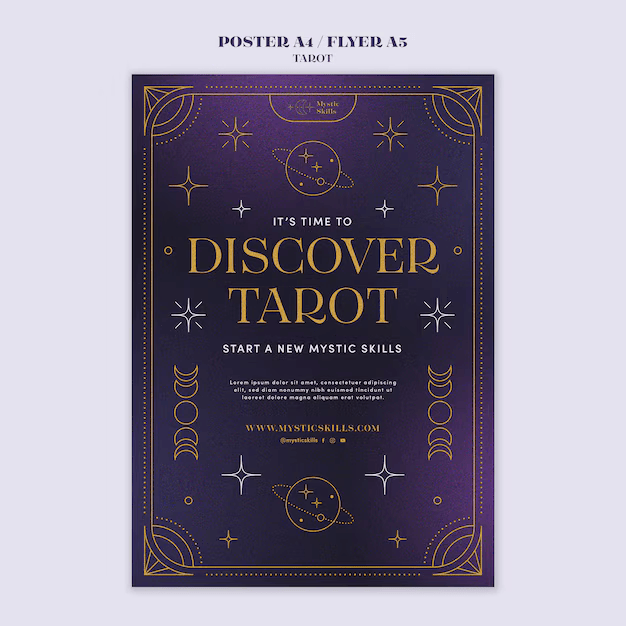 POSTER A4 / FLYER A5
TAROT
Mystic
Skills
IT'S TIME TO
DISCOVER
TAROT
START A NEW MYSTIC SKILLS
Lorem ipsum dolor sit amet, consectetuer adipiscing
elit, sed diam nonummy nibh euismod tincidunt ut
laoreet dolore magna aliquam erat volutpat.
WWW.MYSTICSKILLS.COM
@mysticskills